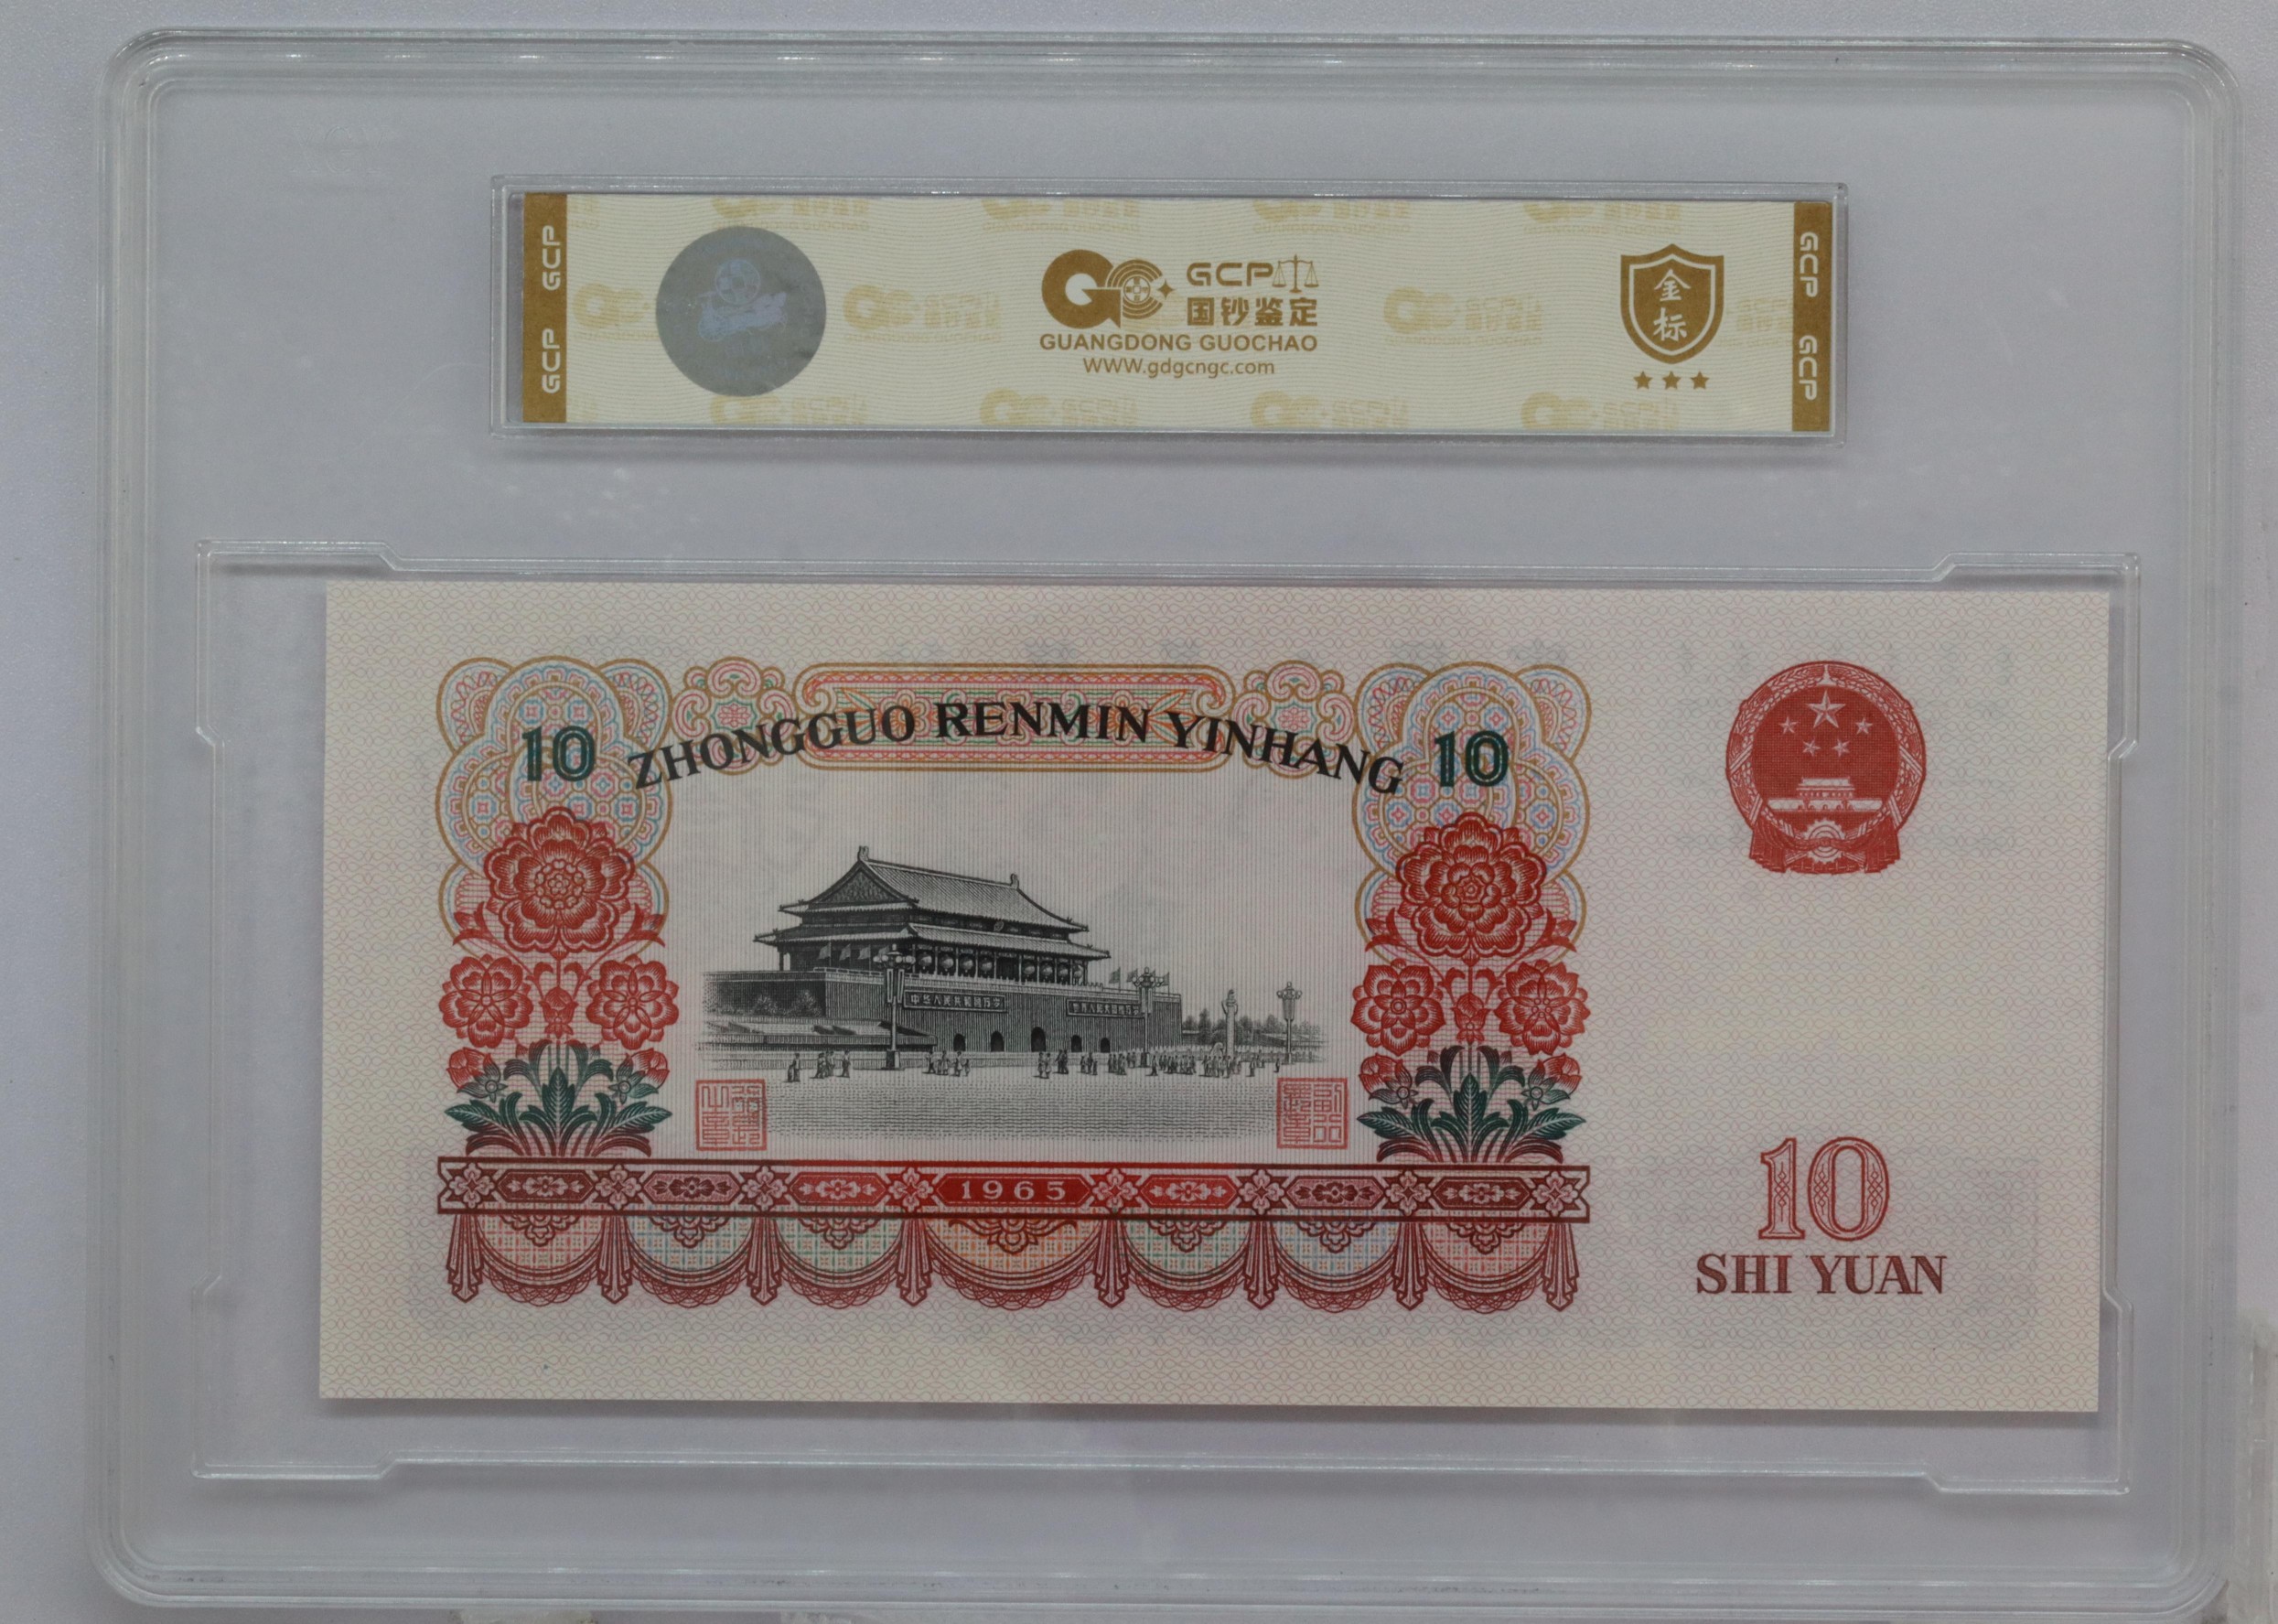 GCP GCP
GCP
国钞鉴定
GUANGDONG GUOCHAO
WWW.gdgcngc.com
金标
GCP GCP
10 ZHONGGUO RENMIN YINHANG 10
1965
10
SHI YUAN